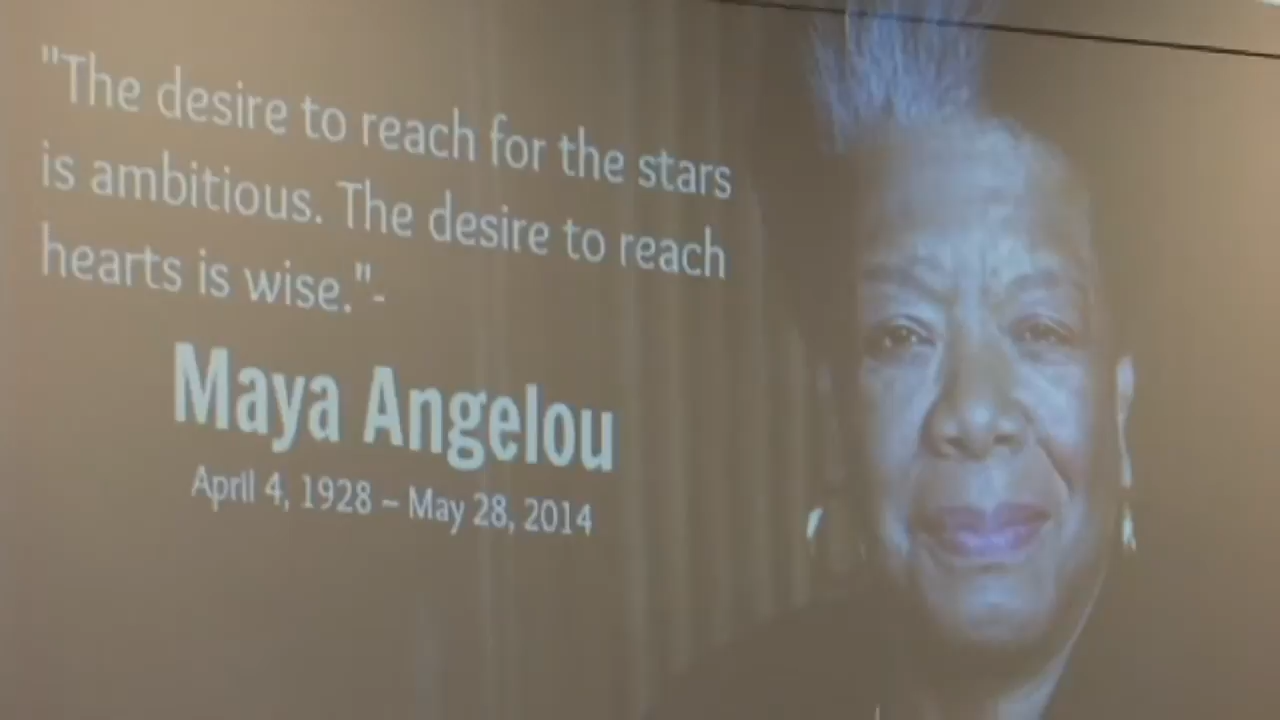 "The desire to reach for the stars
is ambitious. The desire to reach
hearts is wise."-
Maya Angelou
April 4, 1928 – May 28, 2014